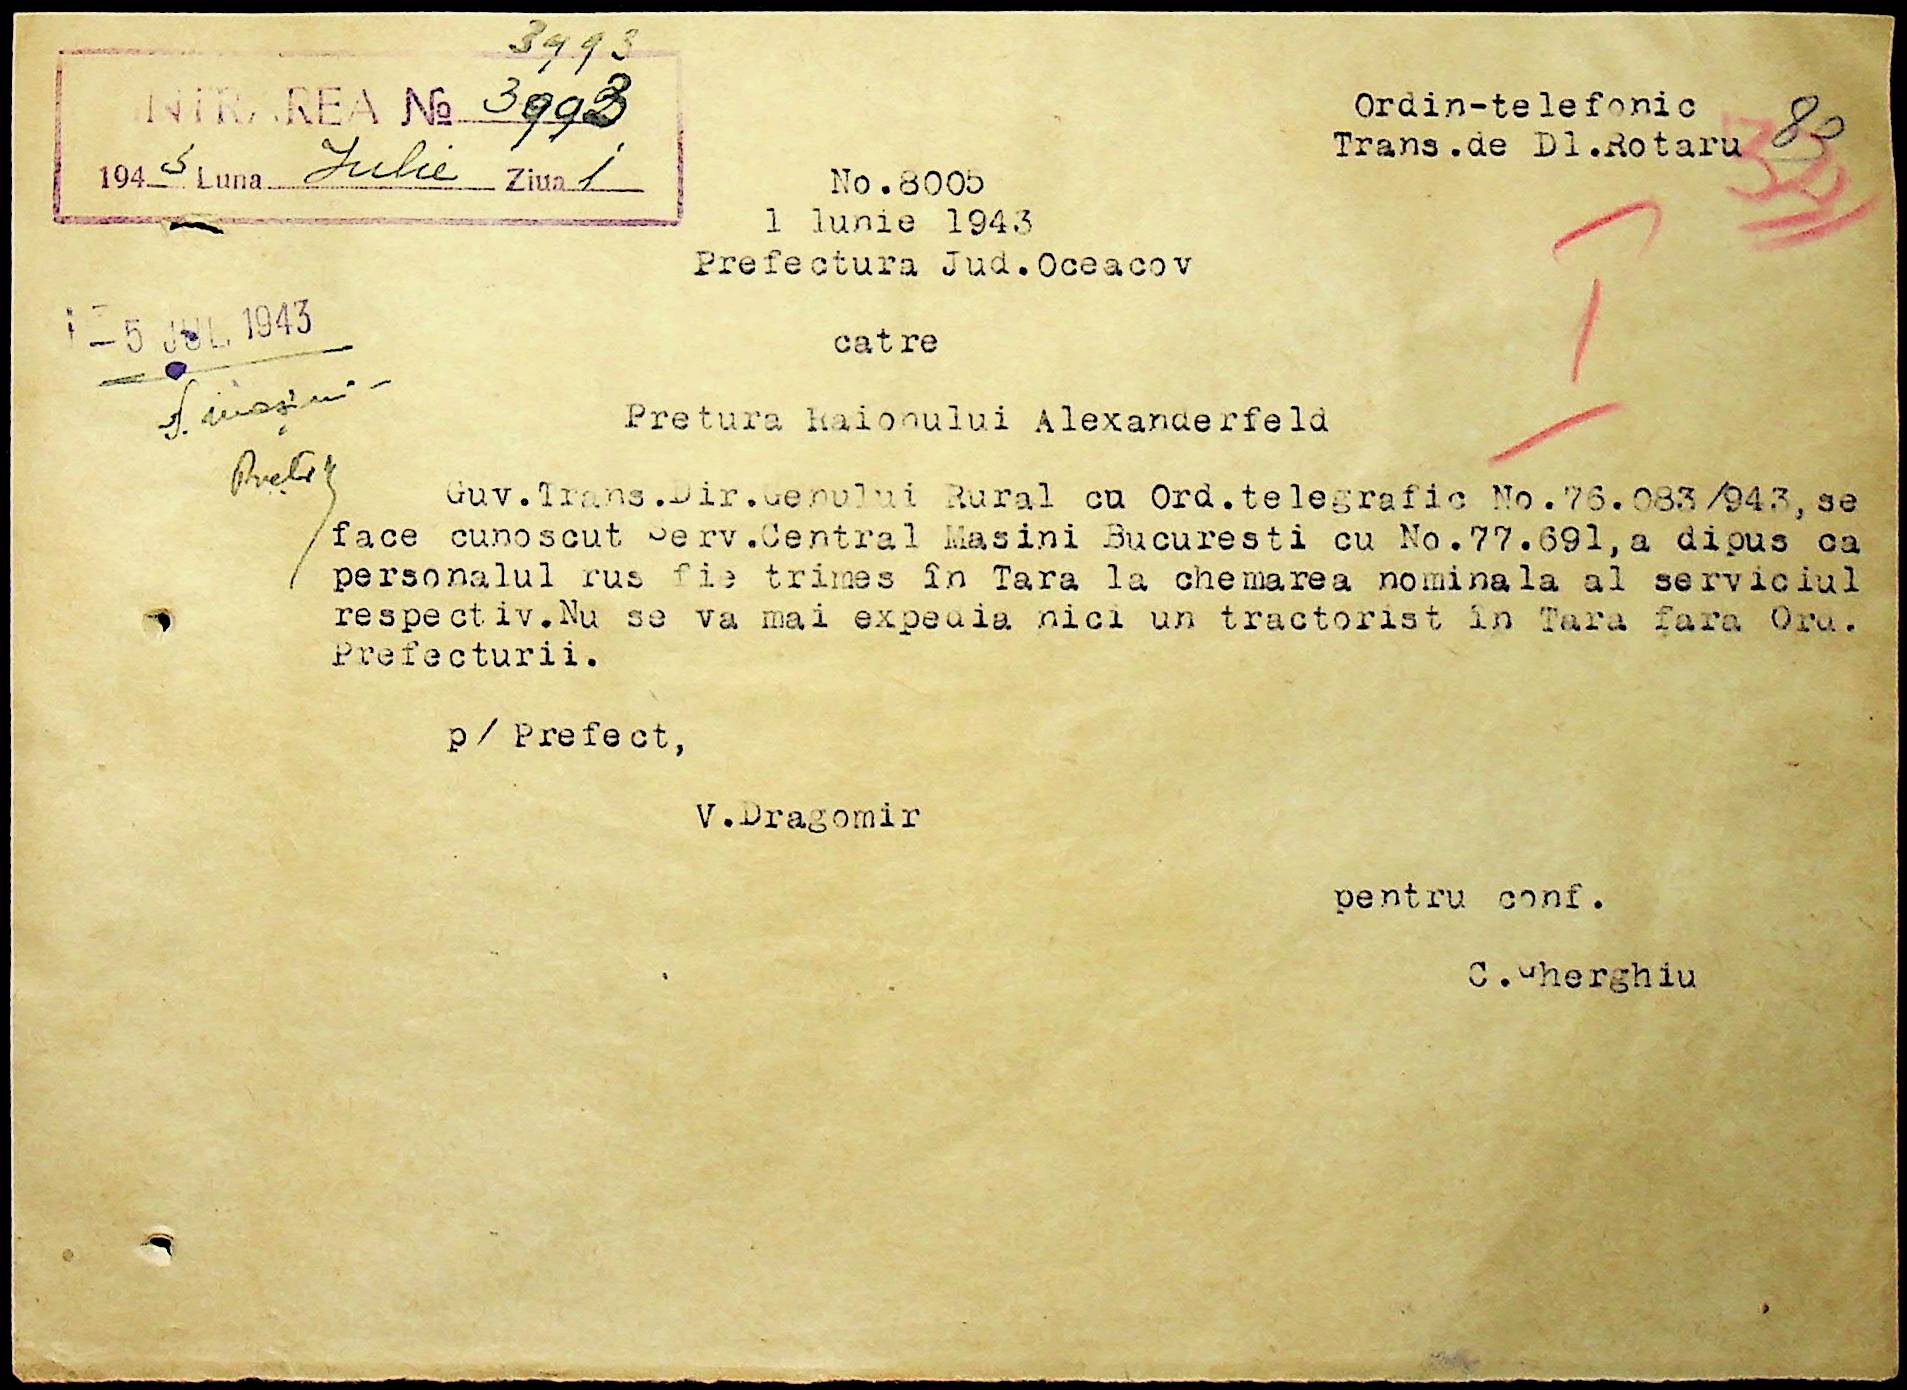 3993
INTRAREA № 3993
1943 Luna Iulie Ziua 1
Ordin-telefonic
Trans.de Dl.Rotaru
80
No.8005
1 Iunie 1943
Prefectura Jud.Oceacov
- 5 JUL. 1943
catre
Pretura Raionului Alexanderfeld
Guv.Trans.Dir.Genului Rural cu Ord.telegrafic No.76.083/943,se
face cunoscut Serv.Central Masini Bucuresti cu No.77.691,a dipus ca
personalul rus fie trimes în Tara la chemarea nominala al serviciul
respectiv.Nu se va mai expedia nici un tractorist în Tara fara Ord.
Prefecturii.
p/ Prefect,
V.Dragomir
pentru conf.
C.Gherghiu